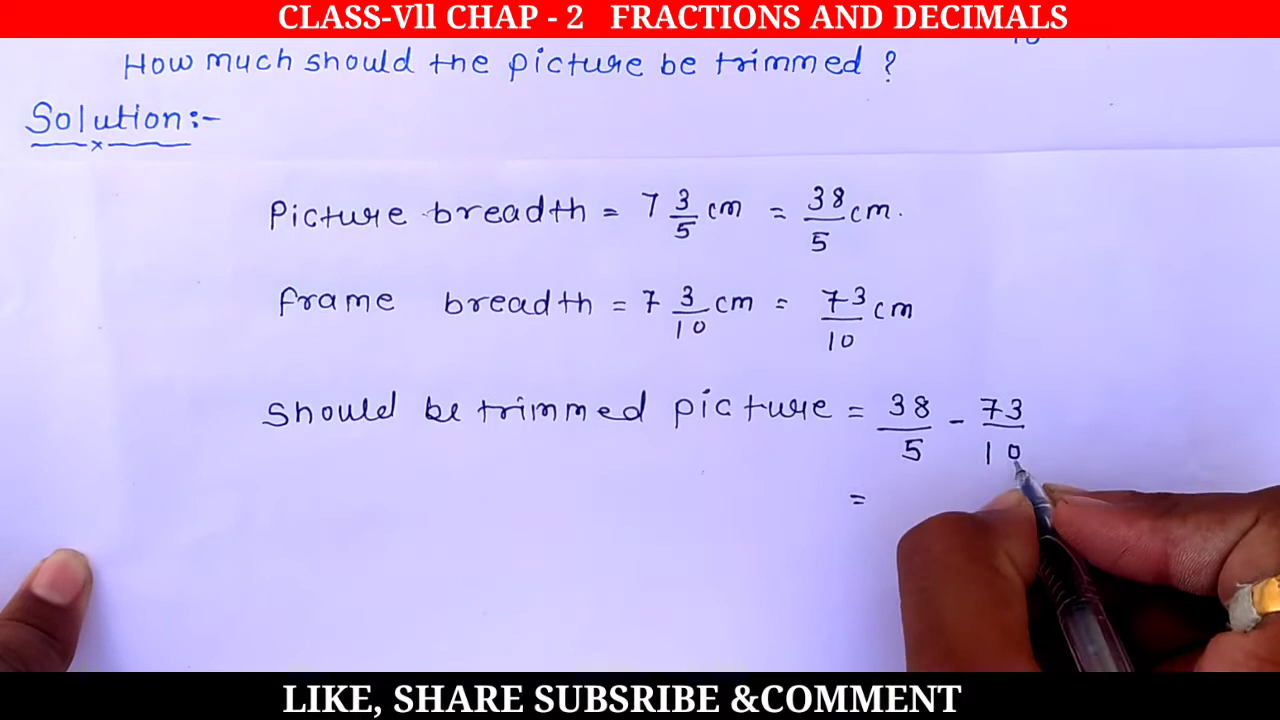 CLASS-Vll CHAP - 2 FRACTIONS AND DECIMALS
How much should the picture be trimmed ?
Solution:-
Picture breadth = 7 3/5 cm = 38/5 cm.
frame breadth = 7 3/10 cm = 73/10 cm
Should be trimmed picture = 38/5 - 73/10
=
LIKE, SHARE SUBSRIBE &COMMENT